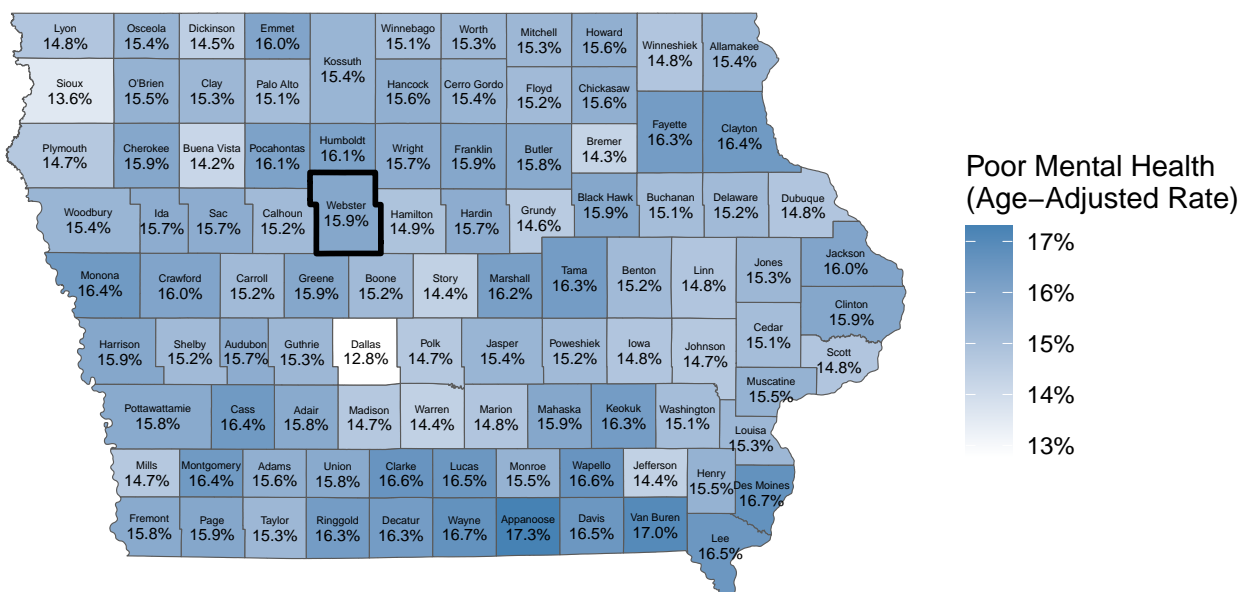 Lyon
14.8%
Osceola
15.4%
Dickinson
14.5%
Emmet
16.0%
Kossuth
15.4%
Winnebago
15.1%
Worth
15.3%
Mitchell
15.3%
Howard
15.6%
Winneshiek
14.8%
Allamakee
15.4%
Sioux
13.6%
O'Brien
15.5%
Clay
15.3%
Palo Alto
15.1%
Hancock
15.6%
Cerro Gordo
15.4%
Floyd
15.2%
Chickasaw
15.6%
Fayette
16.3%
Clayton
16.4%
Plymouth
14.7%
Cherokee
15.9%
Buena Vista
14.2%
Pocahontas
16.1%
Humboldt
16.1%
Wright
15.7%
Franklin
15.9%
Butler
15.8%
Bremer
14.3%
Woodbury
15.4%
Ida
15.7%
Sac
15.7%
Calhoun
15.2%
Webster
15.9%
Hamilton
14.9%
Hardin
15.7%
Grundy
14.6%
Black Hawk
15.9%
Buchanan
15.1%
Delaware
15.2%
Dubuque
14.8%
Monona
16.4%
Crawford
16.0%
Carroll
15.2%
Greene
15.9%
Boone
15.2%
Story
14.4%
Marshall
16.2%
Tama
16.3%
Benton
15.2%
Linn
14.8%
Jones
15.3%
Jackson
16.0%
Clinton
15.9%
Harrison
15.9%
Shelby
15.2%
Audubon
15.7%
Guthrie
15.3%
Dallas
12.8%
Polk
14.7%
Jasper
15.4%
Poweshiek
15.2%
Iowa
14.8%
Johnson
14.7%
Cedar
15.1%
Scott
14.8%
Muscatine
15.5%
Pottawattamie
15.8%
Cass
16.4%
Adair
15.8%
Madison
14.7%
Warren
14.4%
Marion
14.8%
Mahaska
15.9%
Keokuk
16.3%
Washington
15.1%
Louisa
15.3%
Mills
14.7%
Montgomery
16.4%
Adams
15.6%
Union
15.8%
Clarke
16.6%
Lucas
16.5%
Monroe
15.5%
Wapello
16.6%
Jefferson
14.4%
Henry
15.5%
Des Moines
16.7%
Fremont
15.8%
Page
15.9%
Taylor
15.3%
Ringgold
16.3%
Decatur
16.3%
Wayne
16.7%
Appanoose
17.3%
Davis
16.5%
Van Buren
17.0%
Lee
16.5%
Poor Mental Health
(Age−Adjusted Rate)
17%
16%
15%
14%
13%